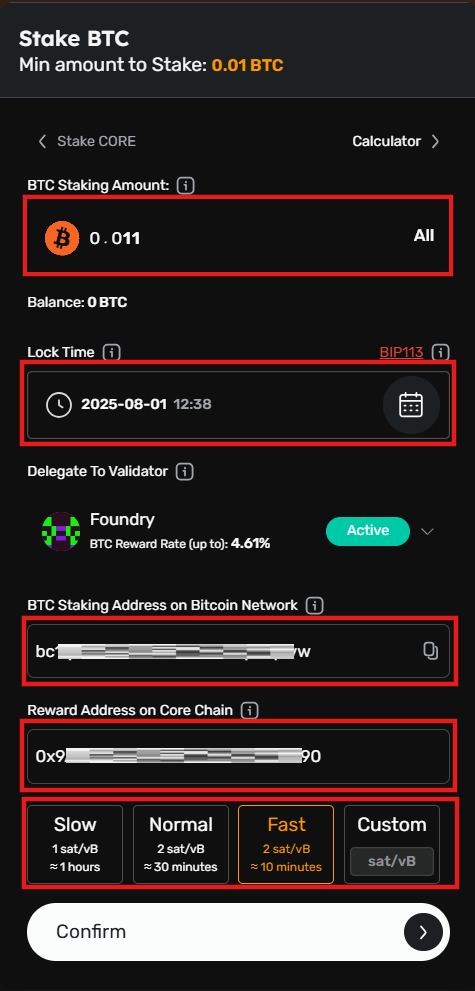 Stake BTC
Min amount to Stake: 0.01 BTC
Stake CORE
Calculator
BTC Staking Amount:
0.011
All
Balance: 0 BTC
Lock Time
BIP113
2025-08-01 12:38
Delegate To Validator
Foundry
BTC Reward Rate (up to): 4.61%
Active
BTC Staking Address on Bitcoin Network
Reward Address on Core Chain
0x9
90
Slow
1 sat/vB
≈ 1 hours
Normal
2 sat/vB
≈ 30 minutes
Fast
2 sat/vB
≈ 10 minutes
Custom
sat/vB
Confirm